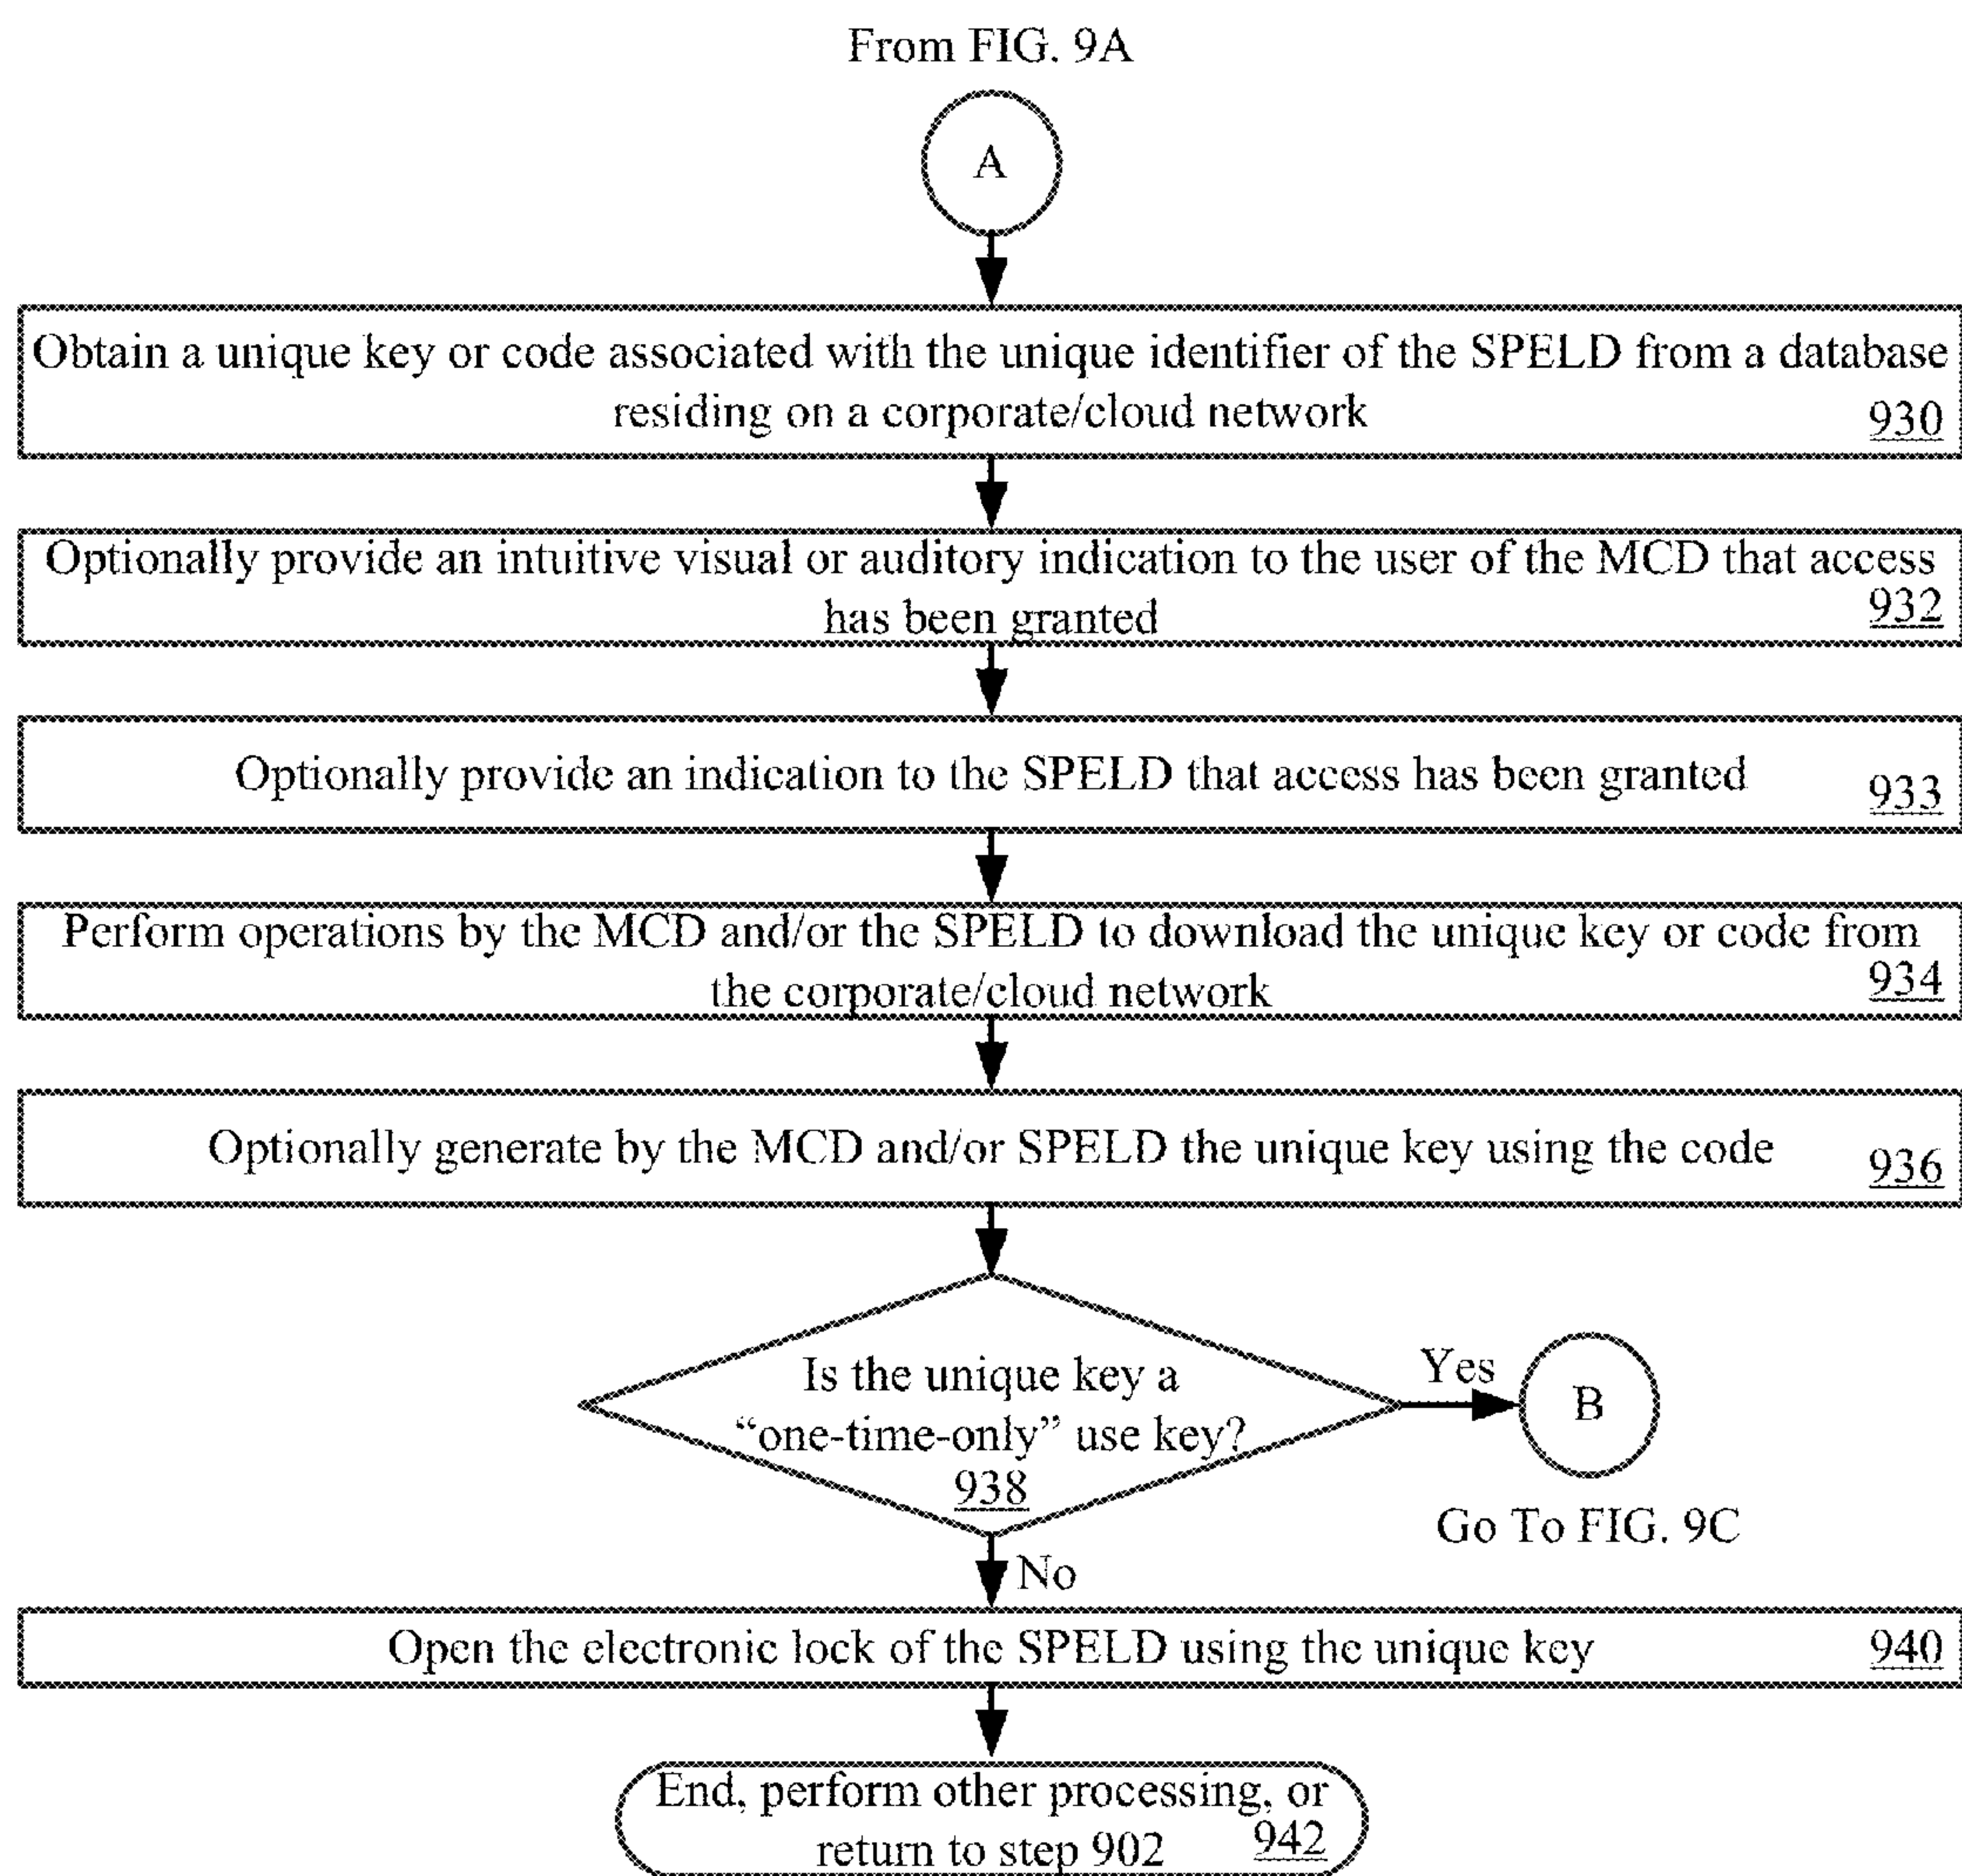 From FIG. 9A
A
Obtain a unique key or code associated with the unique identifier of the SPELD from a database
residing on a corporate/cloud network
930
Optionally provide an intuitive visual or auditory indication to the user of the MCD that access
has been granted
932
Optionally provide an indication to the SPELD that access has been granted
933
Perform operations by the MCD and/or the SPELD to download the unique key or code from
the corporate/cloud network
934
Optionally generate by the MCD and/or SPELD the unique key using the code
936
Is the unique key a
“one-time-only” use key?
938
Yes
B
Go To FIG. 9C
No
Open the electronic lock of the SPELD using the unique key
940
End, perform other processing, or
return to step 902
942